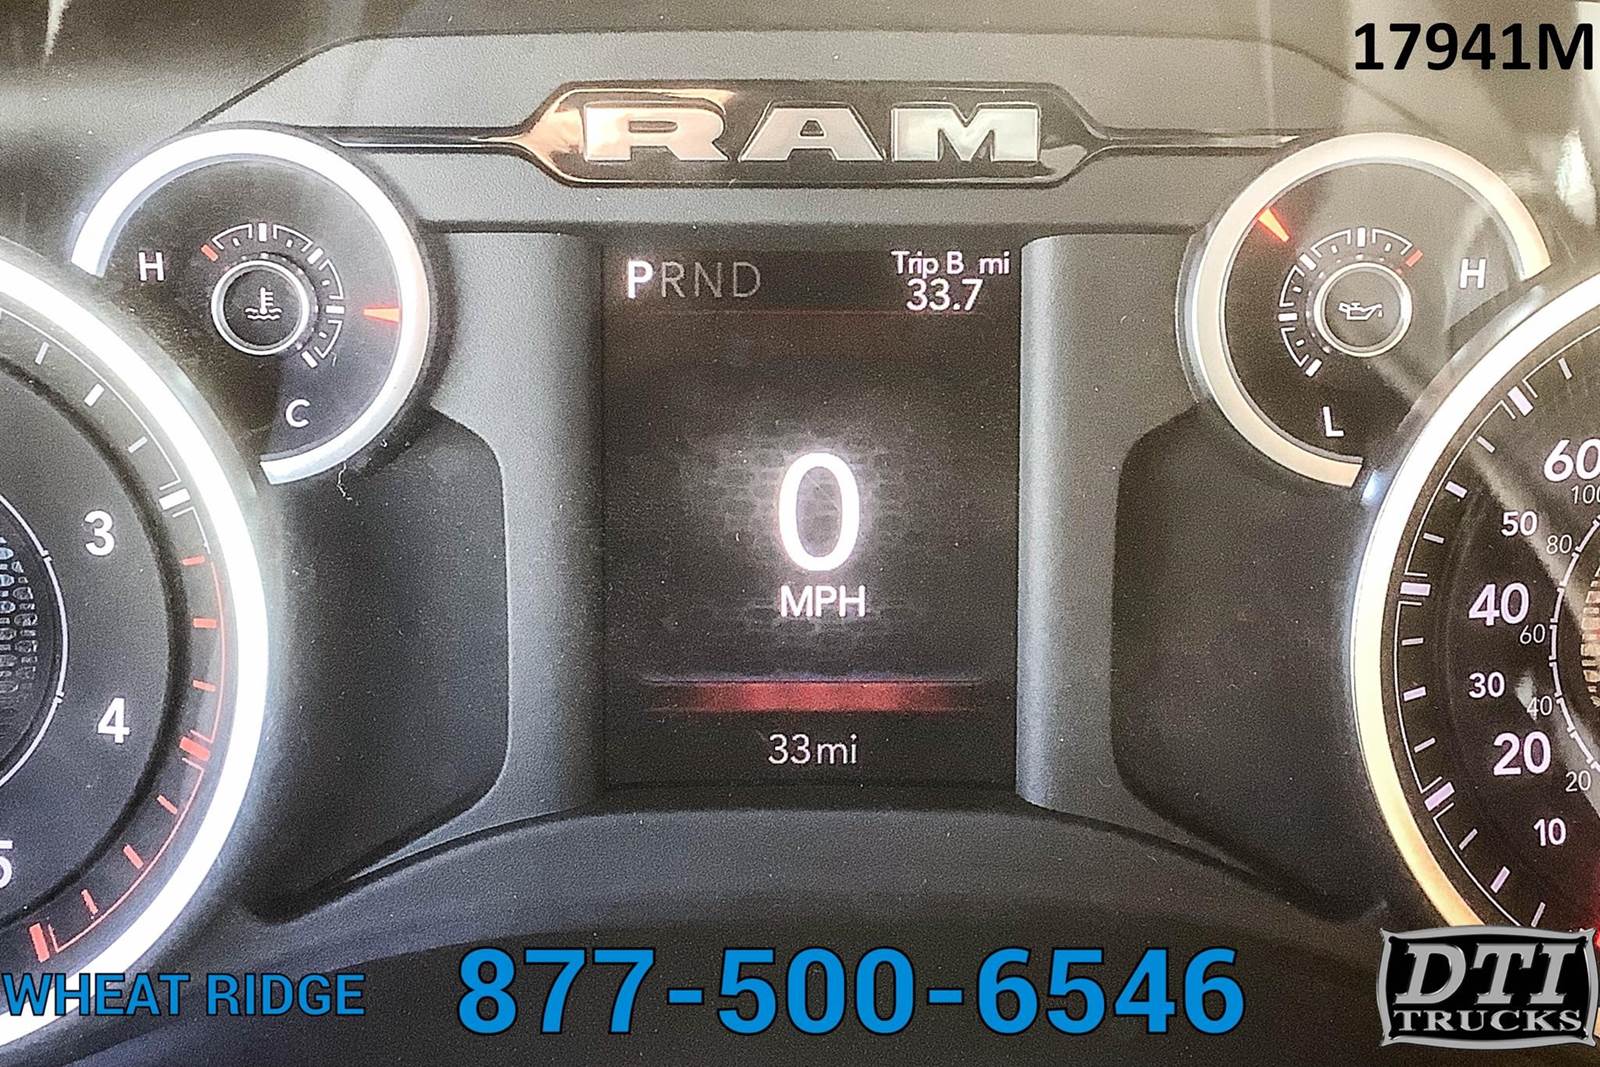 17941M
RAM
H
C
PRND
Trip B mi
33.7
H
L
0
MPH
33mi
3
4
5
60
100
50
80
40
60
30
40
20
20
10
WHEAT RIDGE
877-500-6546
DTI
TRUCKS